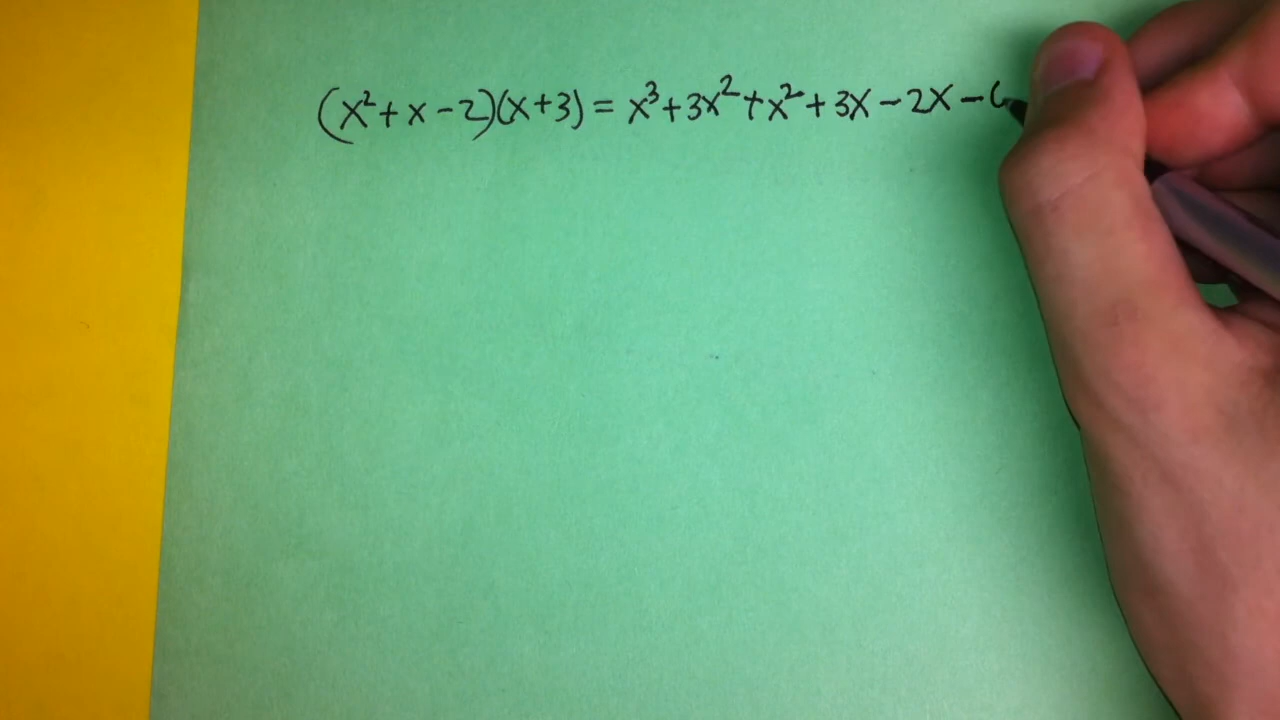 (x²+x-2)(x+3) = x³+3x²+x²+3x-2x-